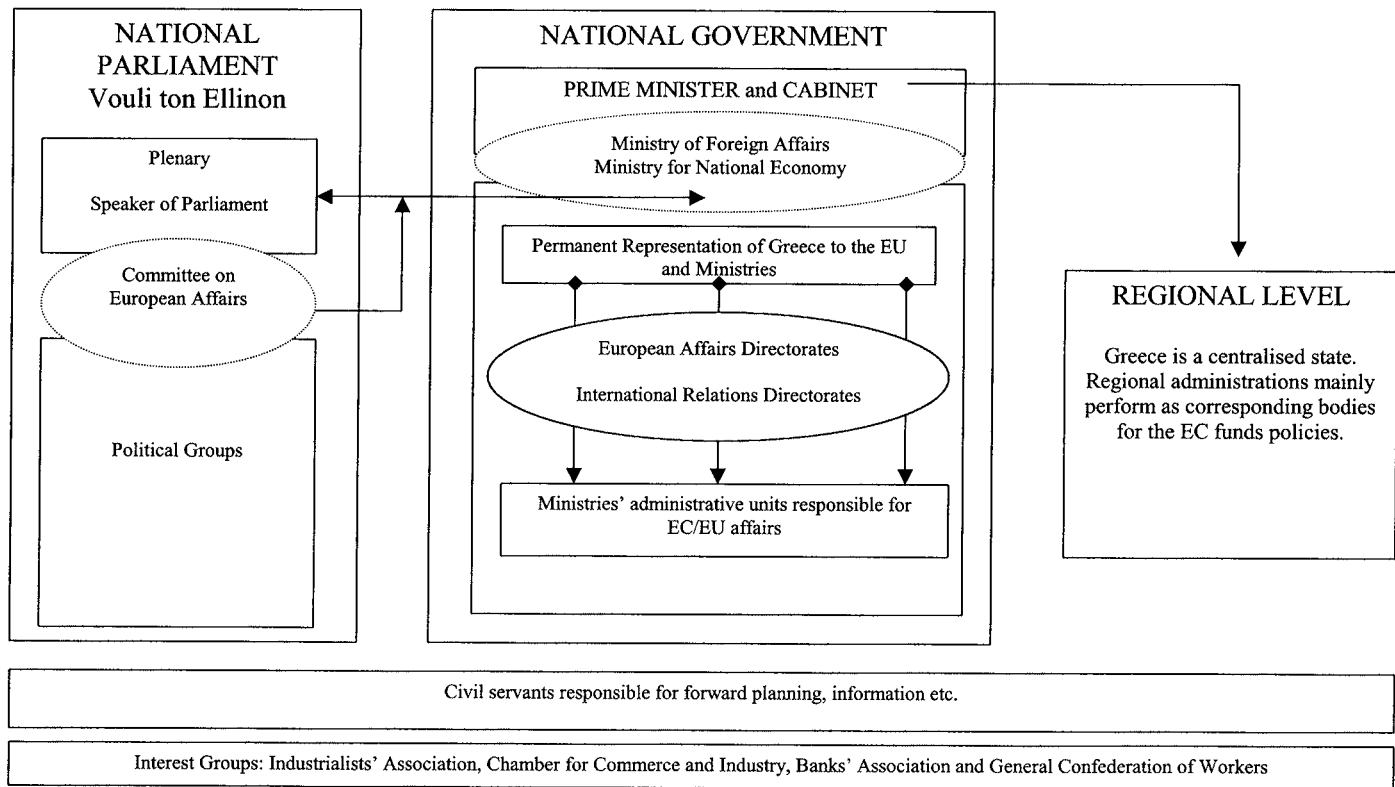 NATIONAL
PARLIAMENT
Vouli ton Ellinon
Plenary
Speaker of Parliament
Committee on
European Affairs
Political Groups
NATIONAL GOVERNMENT
PRIME MINISTER and CABINET
Ministry of Foreign Affairs
Ministry for National Economy
Permanent Representation of Greece to the EU
and Ministries
European Affairs Directorates
International Relations Directorates
Ministries' administrative units responsible for
EC/EU affairs
REGIONAL LEVEL
Greece is a centralised state.
Regional administrations mainly
perform as corresponding bodies
for the EC funds policies.
Civil servants responsible for forward planning, information etc.
Interest Groups: Industrialists' Association, Chamber for Commerce and Industry, Banks' Association and General Confederation of Workers